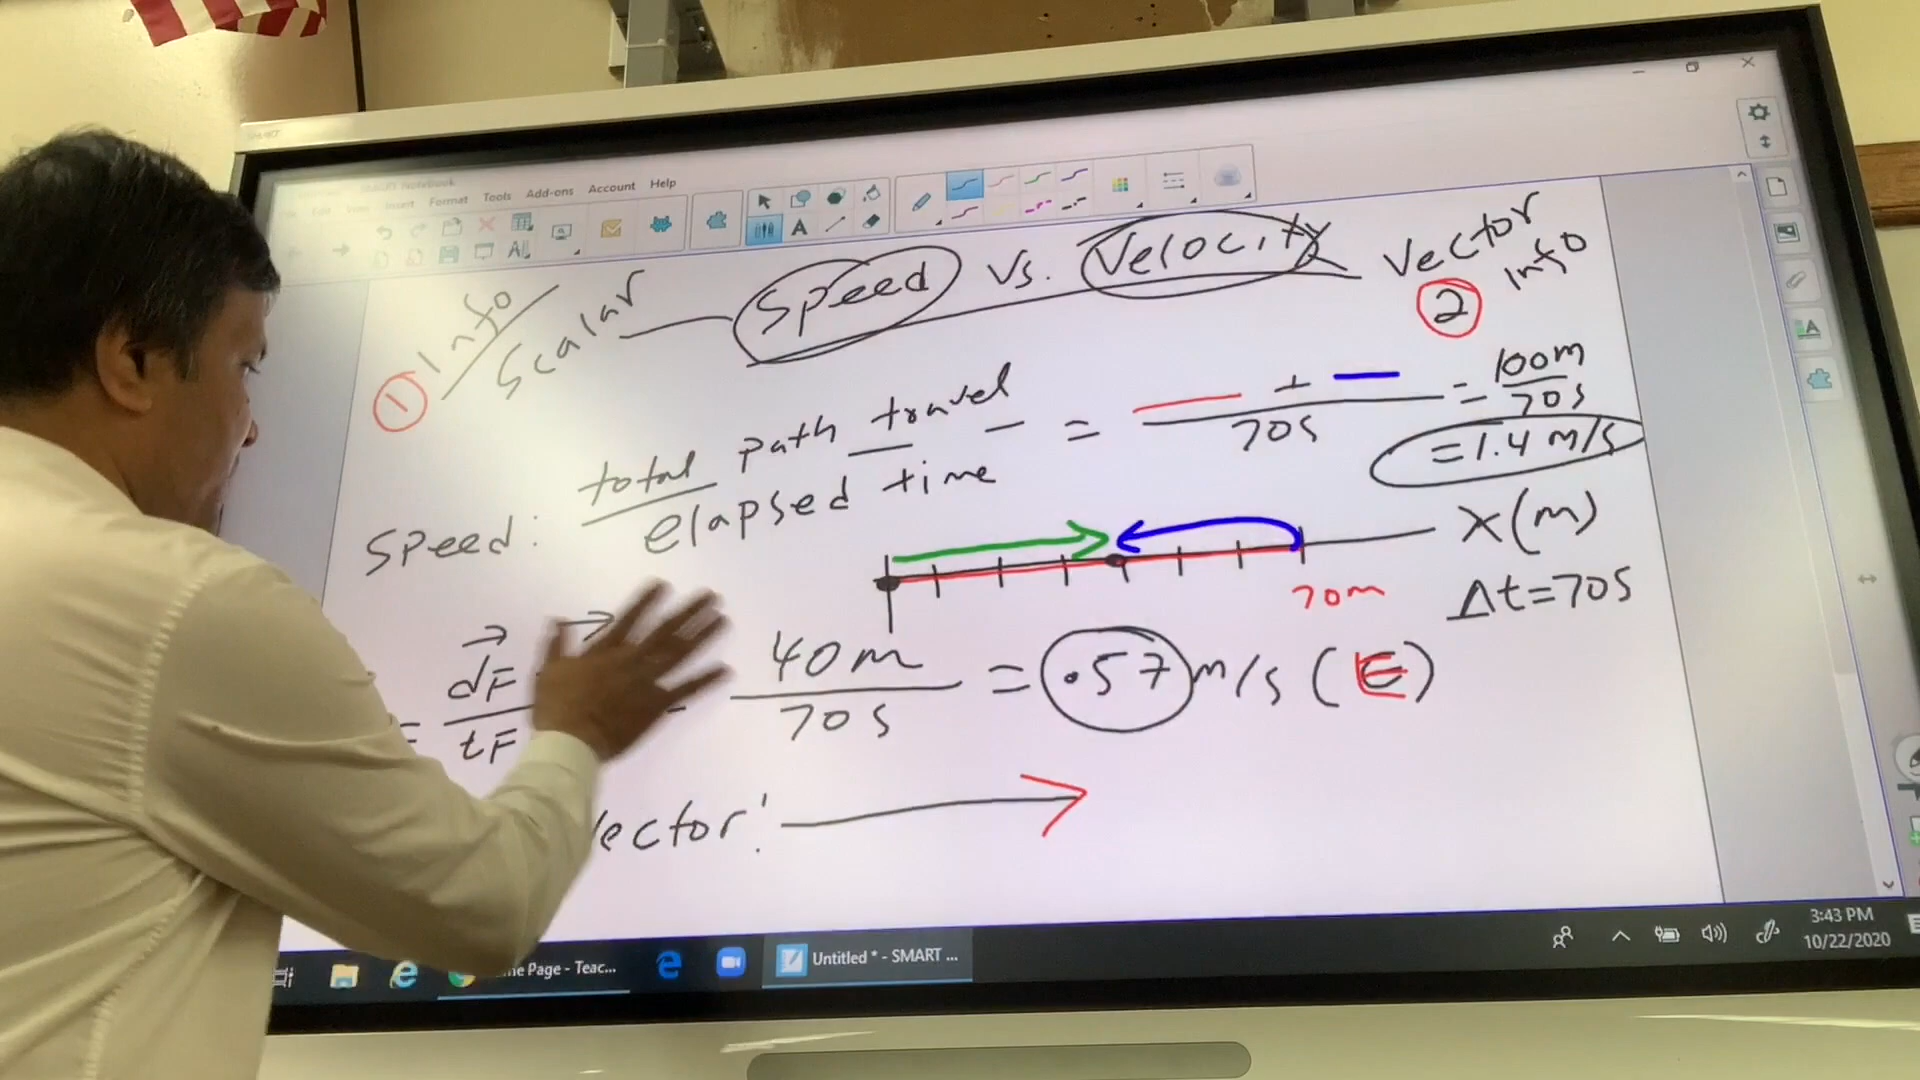 SMART Notebook
Edit View Insert Format Tools Add-ons Account Help
Speed Vs. Velocity
Vector
Info
2
1 Info
Scalar
Speed: total path travel = + = 100m
elapsed time 70s 70s
= 1.4 m/s
X(m)
70m
Δt=70s
= dF 40m = .57 m/s (E)
tF 70s
ector:
me Page - Teac...
Untitled * - SMART ...
3:43 PM
10/22/2020